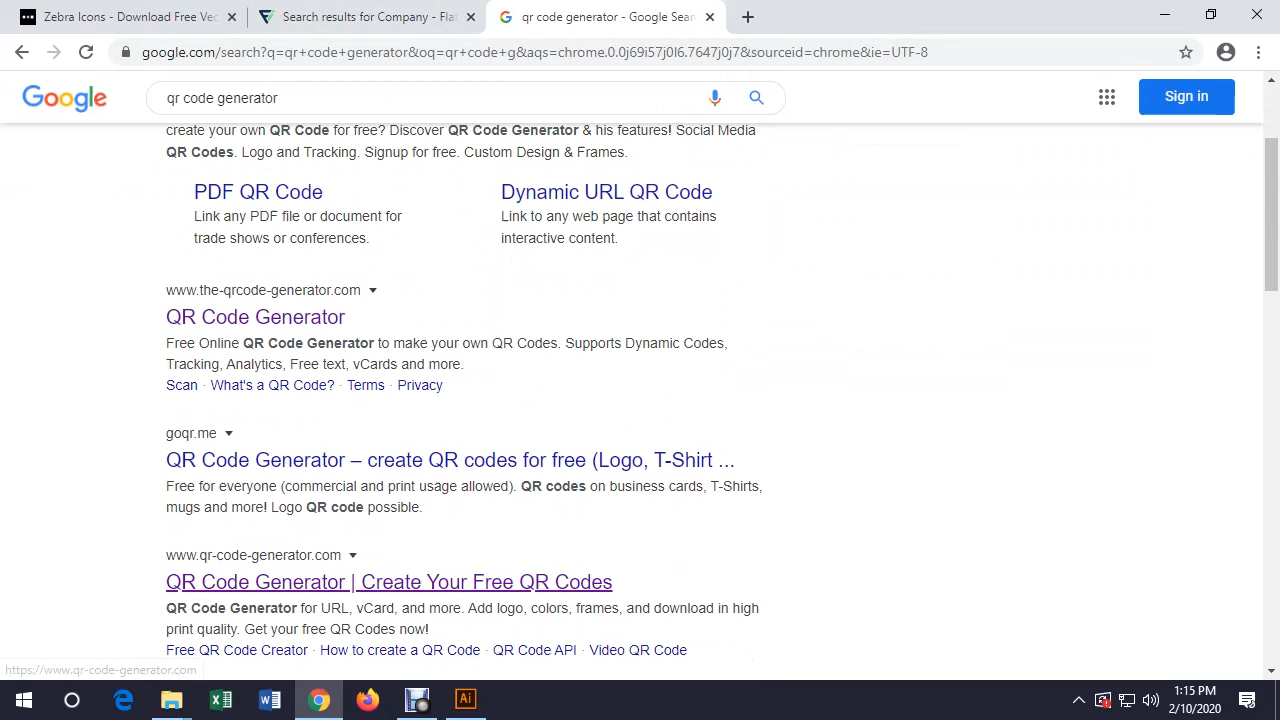 Zebra Icons - Download Free Vec
Search results for Company - Flat
qr code generator - Google Sear
google.com/search?q=qr+code+generator&oq=qr+code+g&aqs=chrome.0.0j69i57j0l6.7647j0j7&sourceid=chrome&ie=UTF-8
Google
qr code generator
Sign in
create your own QR Code for free? Discover QR Code Generator & his features! Social Media
QR Codes. Logo and Tracking. Signup for free. Custom Design & Frames.
PDF QR Code
Link any PDF file or document for
trade shows or conferences.
Dynamic URL QR Code
Link to any web page that contains
interactive content.
www.the-qrcode-generator.com
QR Code Generator
Free Online QR Code Generator to make your own QR Codes. Supports Dynamic Codes,
Tracking, Analytics, Free text, vCards and more.
Scan · What's a QR Code? · Terms · Privacy
goqr.me
QR Code Generator – create QR codes for free (Logo, T-Shirt ...
Free for everyone (commercial and print usage allowed). QR codes on business cards, T-Shirts,
mugs and more! Logo QR code possible.
www.qr-code-generator.com
QR Code Generator | Create Your Free QR Codes
QR Code Generator for URL, vCard, and more. Add logo, colors, frames, and download in high
print quality. Get your free QR Codes now!
Free QR Code Creator · How to create a QR Code · QR Code API · Video QR Code
https://www.qr-code-generator.com
Ai
1:15 PM
2/10/2020